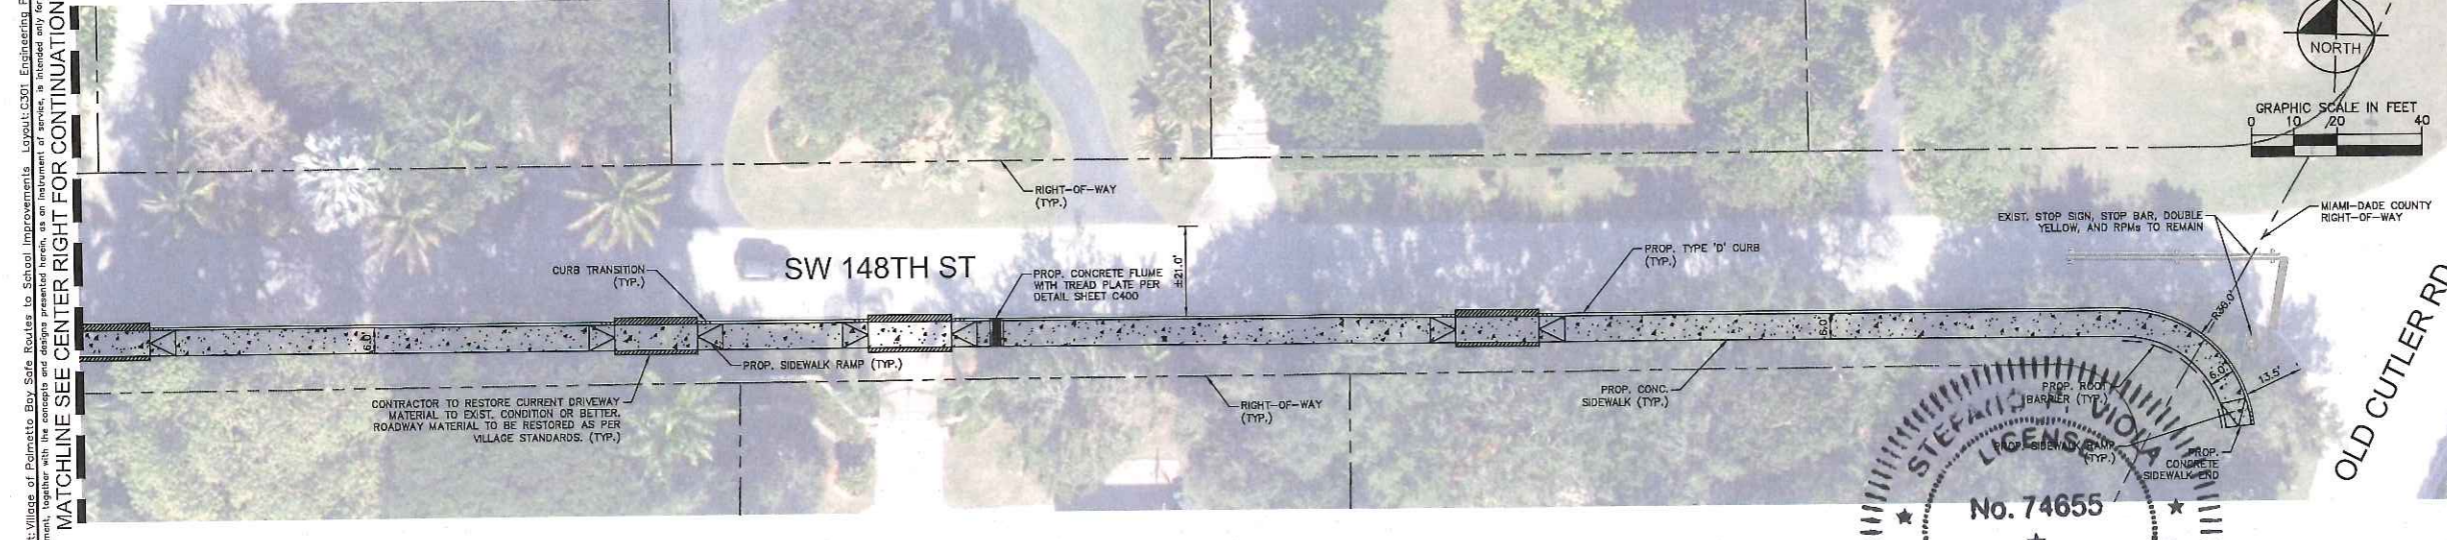 t: Village of Palmetto Bay Safe Routes to School Improvements Layout: C301 Engineering P
ment, together with the concepts and designs presented herein, as an instrument of service, is intended only for
MATCHLINE SEE CENTER RIGHT FOR CONTINUATION
NORTH
GRAPHIC SCALE IN FEET
0 10 20 40
RIGHT-OF-WAY
(TYP.)
MIAMI-DADE COUNTY
RIGHT-OF-WAY
EXIST. STOP SIGN, STOP BAR, DOUBLE
YELLOW, AND RPMs TO REMAIN
CURB TRANSITION
(TYP.)
SW 148TH ST
PROP. CONCRETE FLUME
WITH TREAD PLATE PER
DETAIL SHEET C400
±21.0'
PROP. TYPE 'D' CURB
(TYP.)
R36.0'
6.0'
6.0'
6.0'
13.5'
OLD CUTLER RD
PROP. SIDEWALK RAMP (TYP.)
CONTRACTOR TO RESTORE CURRENT DRIVEWAY
MATERIAL TO EXIST. CONDITION OR BETTER.
ROADWAY MATERIAL TO BE RESTORED AS PER
VILLAGE STANDARDS. (TYP.)
RIGHT-OF-WAY
(TYP.)
PROP. CONC.
SIDEWALK (TYP.)
PROP. ROOT
BARRIER (TYP.)
PROP. SIDEWALK RAMP
(TYP.)
PROP.
CONCRETE
SIDEWALK END
LICENSE
No. 74655